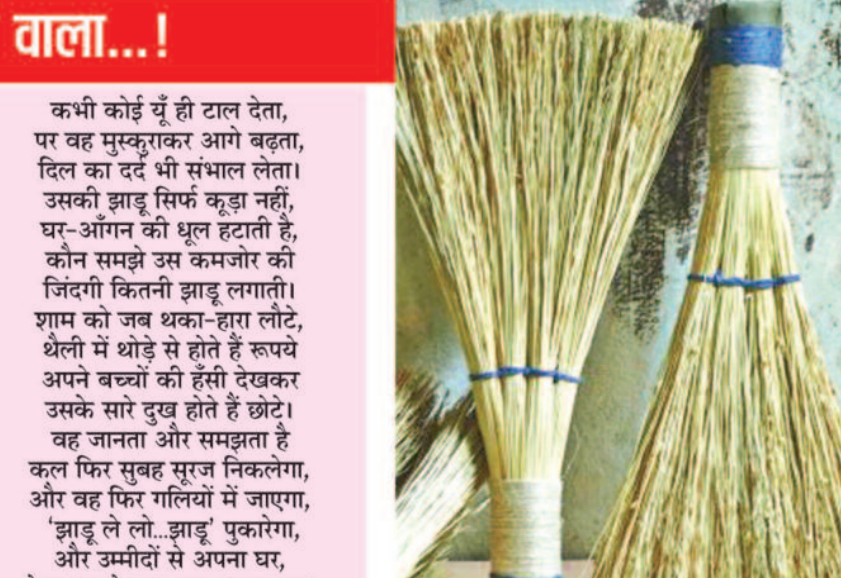 वाला...!
कभी कोई यूँ ही टाल देता,
पर वह मुस्कुराकर आगे बढ़ता,
दिल का दर्द भी संभाल लेता।
उसकी झाडू सिर्फ कूड़ा नहीं,
घर-आँगन की धूल हटाती है,
कौन समझे उस कमजोर की
जिंदगी कितनी झाडू लगाती।
शाम को जब थका-हारा लौटे,
थैली में थोड़े से होते हैं रूपये
अपने बच्चों की हँसी देखकर
उसके सारे दुख होते हैं छोटे।
वह जानता और समझता है
कल फिर सुबह सूरज निकलेगा,
और वह फिर गलियों में जाएगा,
‘झाडू ले लो...झाडू’ पुकारेगा,
और उम्मीदों से अपना घर,